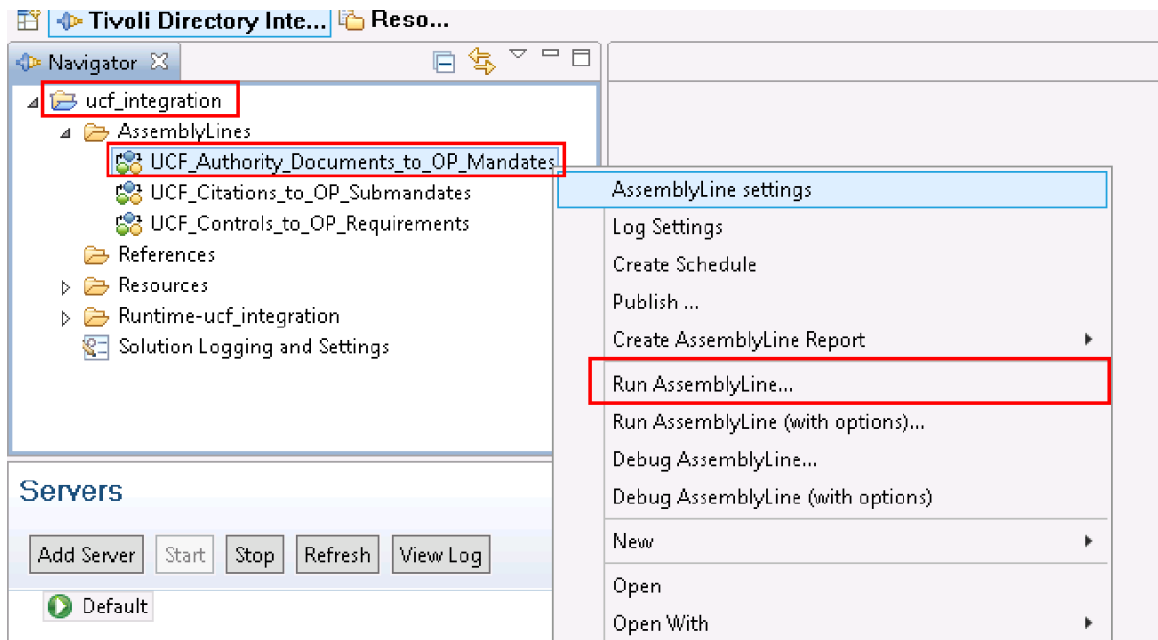 Tivoli Directory Inte... Reso...
Navigator
ucf_integration
AssemblyLines
UCF_Authority_Documents_to_OP_Mandates
UCF_Citations_to_OP_Submandates
UCF_Controls_to_OP_Requirements
References
Resources
Runtime-ucf_integration
Solution Logging and Settings
AssemblyLine settings
Log Settings
Create Schedule
Publish ...
Create AssemblyLine Report
Run AssemblyLine...
Run AssemblyLine (with options)...
Debug AssemblyLine...
Debug AssemblyLine (with options)
New
Open
Open With
Servers
Add Server Start Stop Refresh View Log
Default